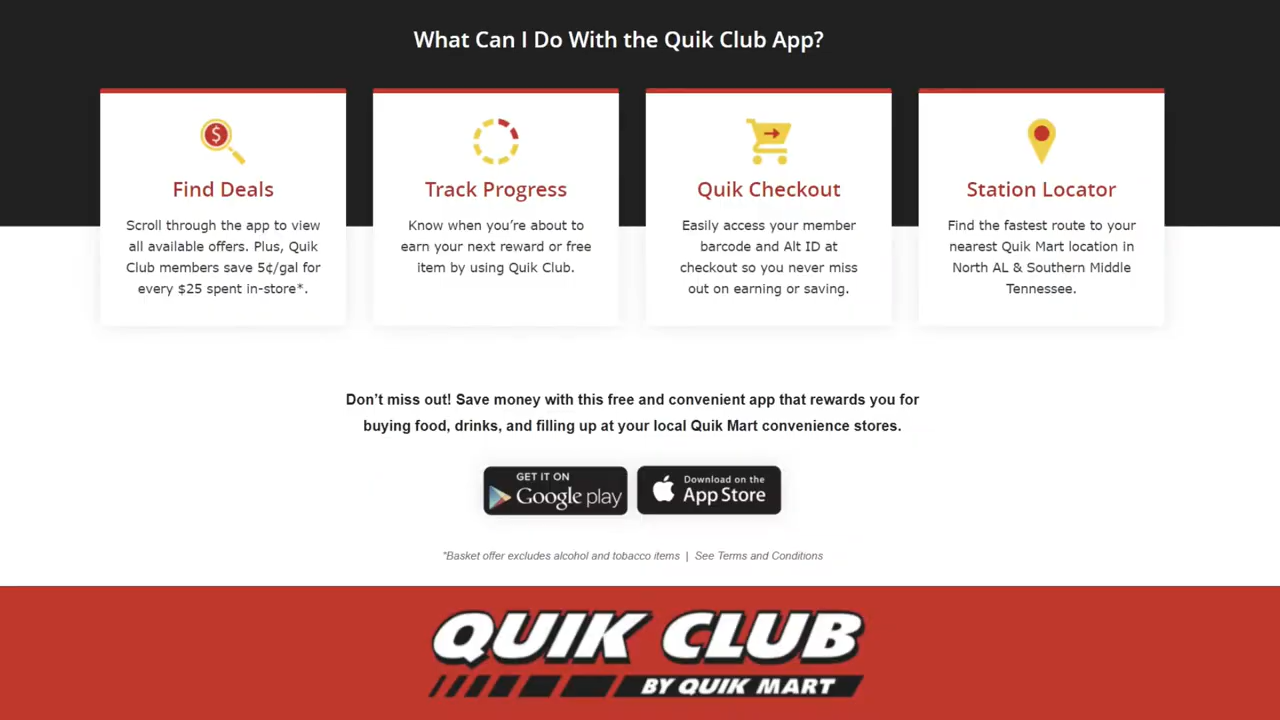 What Can I Do With the Quik Club App?
$
Find Deals
Scroll through the app to view
all available offers. Plus, Quik
Club members save 5¢/gal for
every $25 spent in-store*.
Track Progress
Know when you’re about to
earn your next reward or free
item by using Quik Club.
Quik Checkout
Easily access your member
barcode and Alt ID at
checkout so you never miss
out on earning or saving.
Station Locator
Find the fastest route to your
nearest Quik Mart location in
North AL & Southern Middle
Tennessee.
Don’t miss out! Save money with this free and convenient app that rewards you for
buying food, drinks, and filling up at your local Quik Mart convenience stores.
GET IT ON
Google play
Download on the
App Store
*Basket offer excludes alcohol and tobacco items | See Terms and Conditions
QUIK CLUB
BY QUIK MART